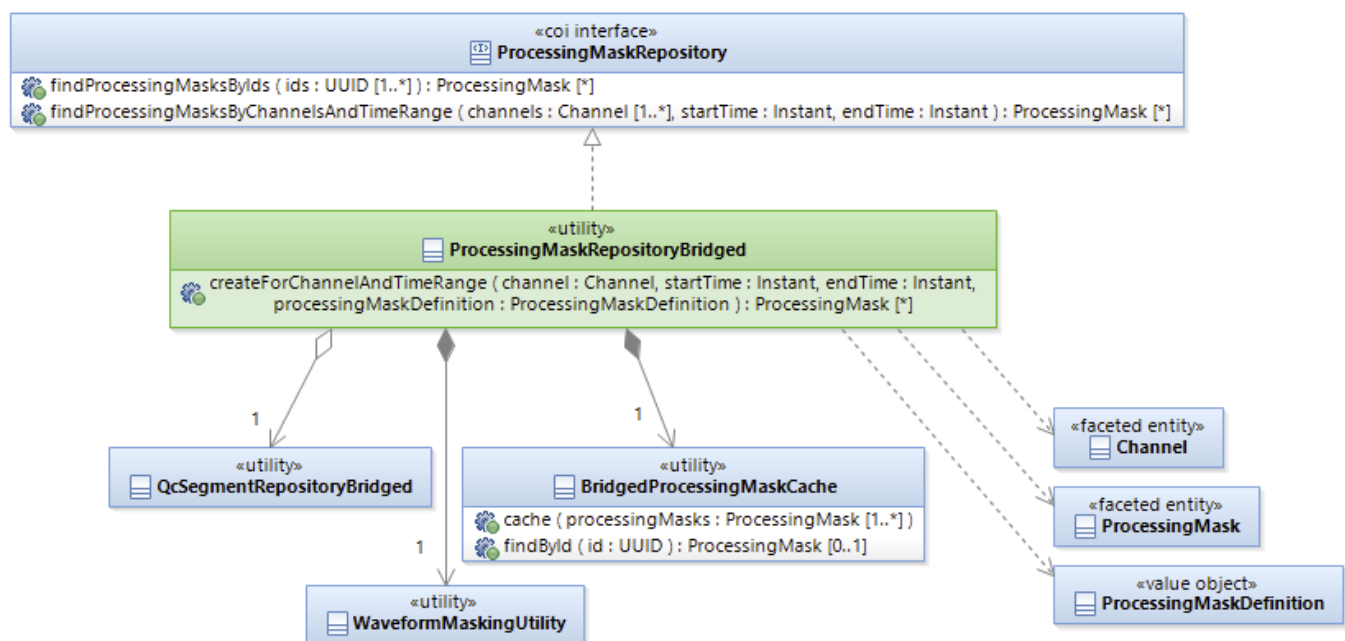 «coi interface»
ProcessingMaskRepository
findProcessingMasksByIds ( ids : UUID [1..*] ) : ProcessingMask [*]
findProcessingMasksByChannelsAndTimeRange ( channels : Channel [1..*], startTime : Instant, endTime : Instant ) : ProcessingMask [*]
«utility»
ProcessingMaskRepositoryBridged
createForChannelAndTimeRange ( channel : Channel, startTime : Instant, endTime : Instant,
processingMaskDefinition : ProcessingMaskDefinition ) : ProcessingMask [*]
1
1
1
«utility»
QcSegmentRepositoryBridged
«utility»
BridgedProcessingMaskCache
cache ( processingMasks : ProcessingMask [1..*] )
findById ( id : UUID ) : ProcessingMask [0..1]
«utility»
WaveformMaskingUtility
«faceted entity»
Channel
«faceted entity»
ProcessingMask
«value object»
ProcessingMaskDefinition